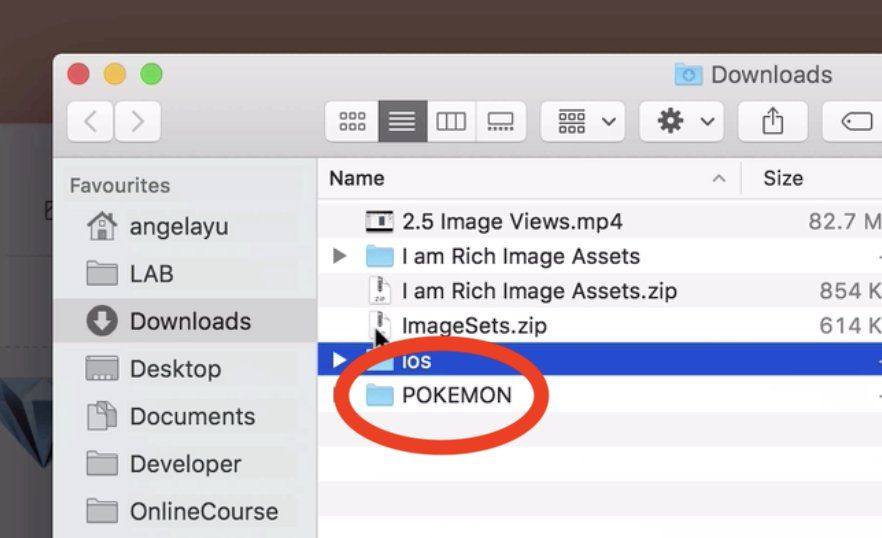 Downloads
Favourites
angelayu
LAB
Downloads
Desktop
Documents
Developer
OnlineCourse
Name
Size
2.5 Image Views.mp4
82.7 M
I am Rich Image Assets
I am Rich Image Assets.zip
854 K
ImageSets.zip
614 K
ios
POKEMON